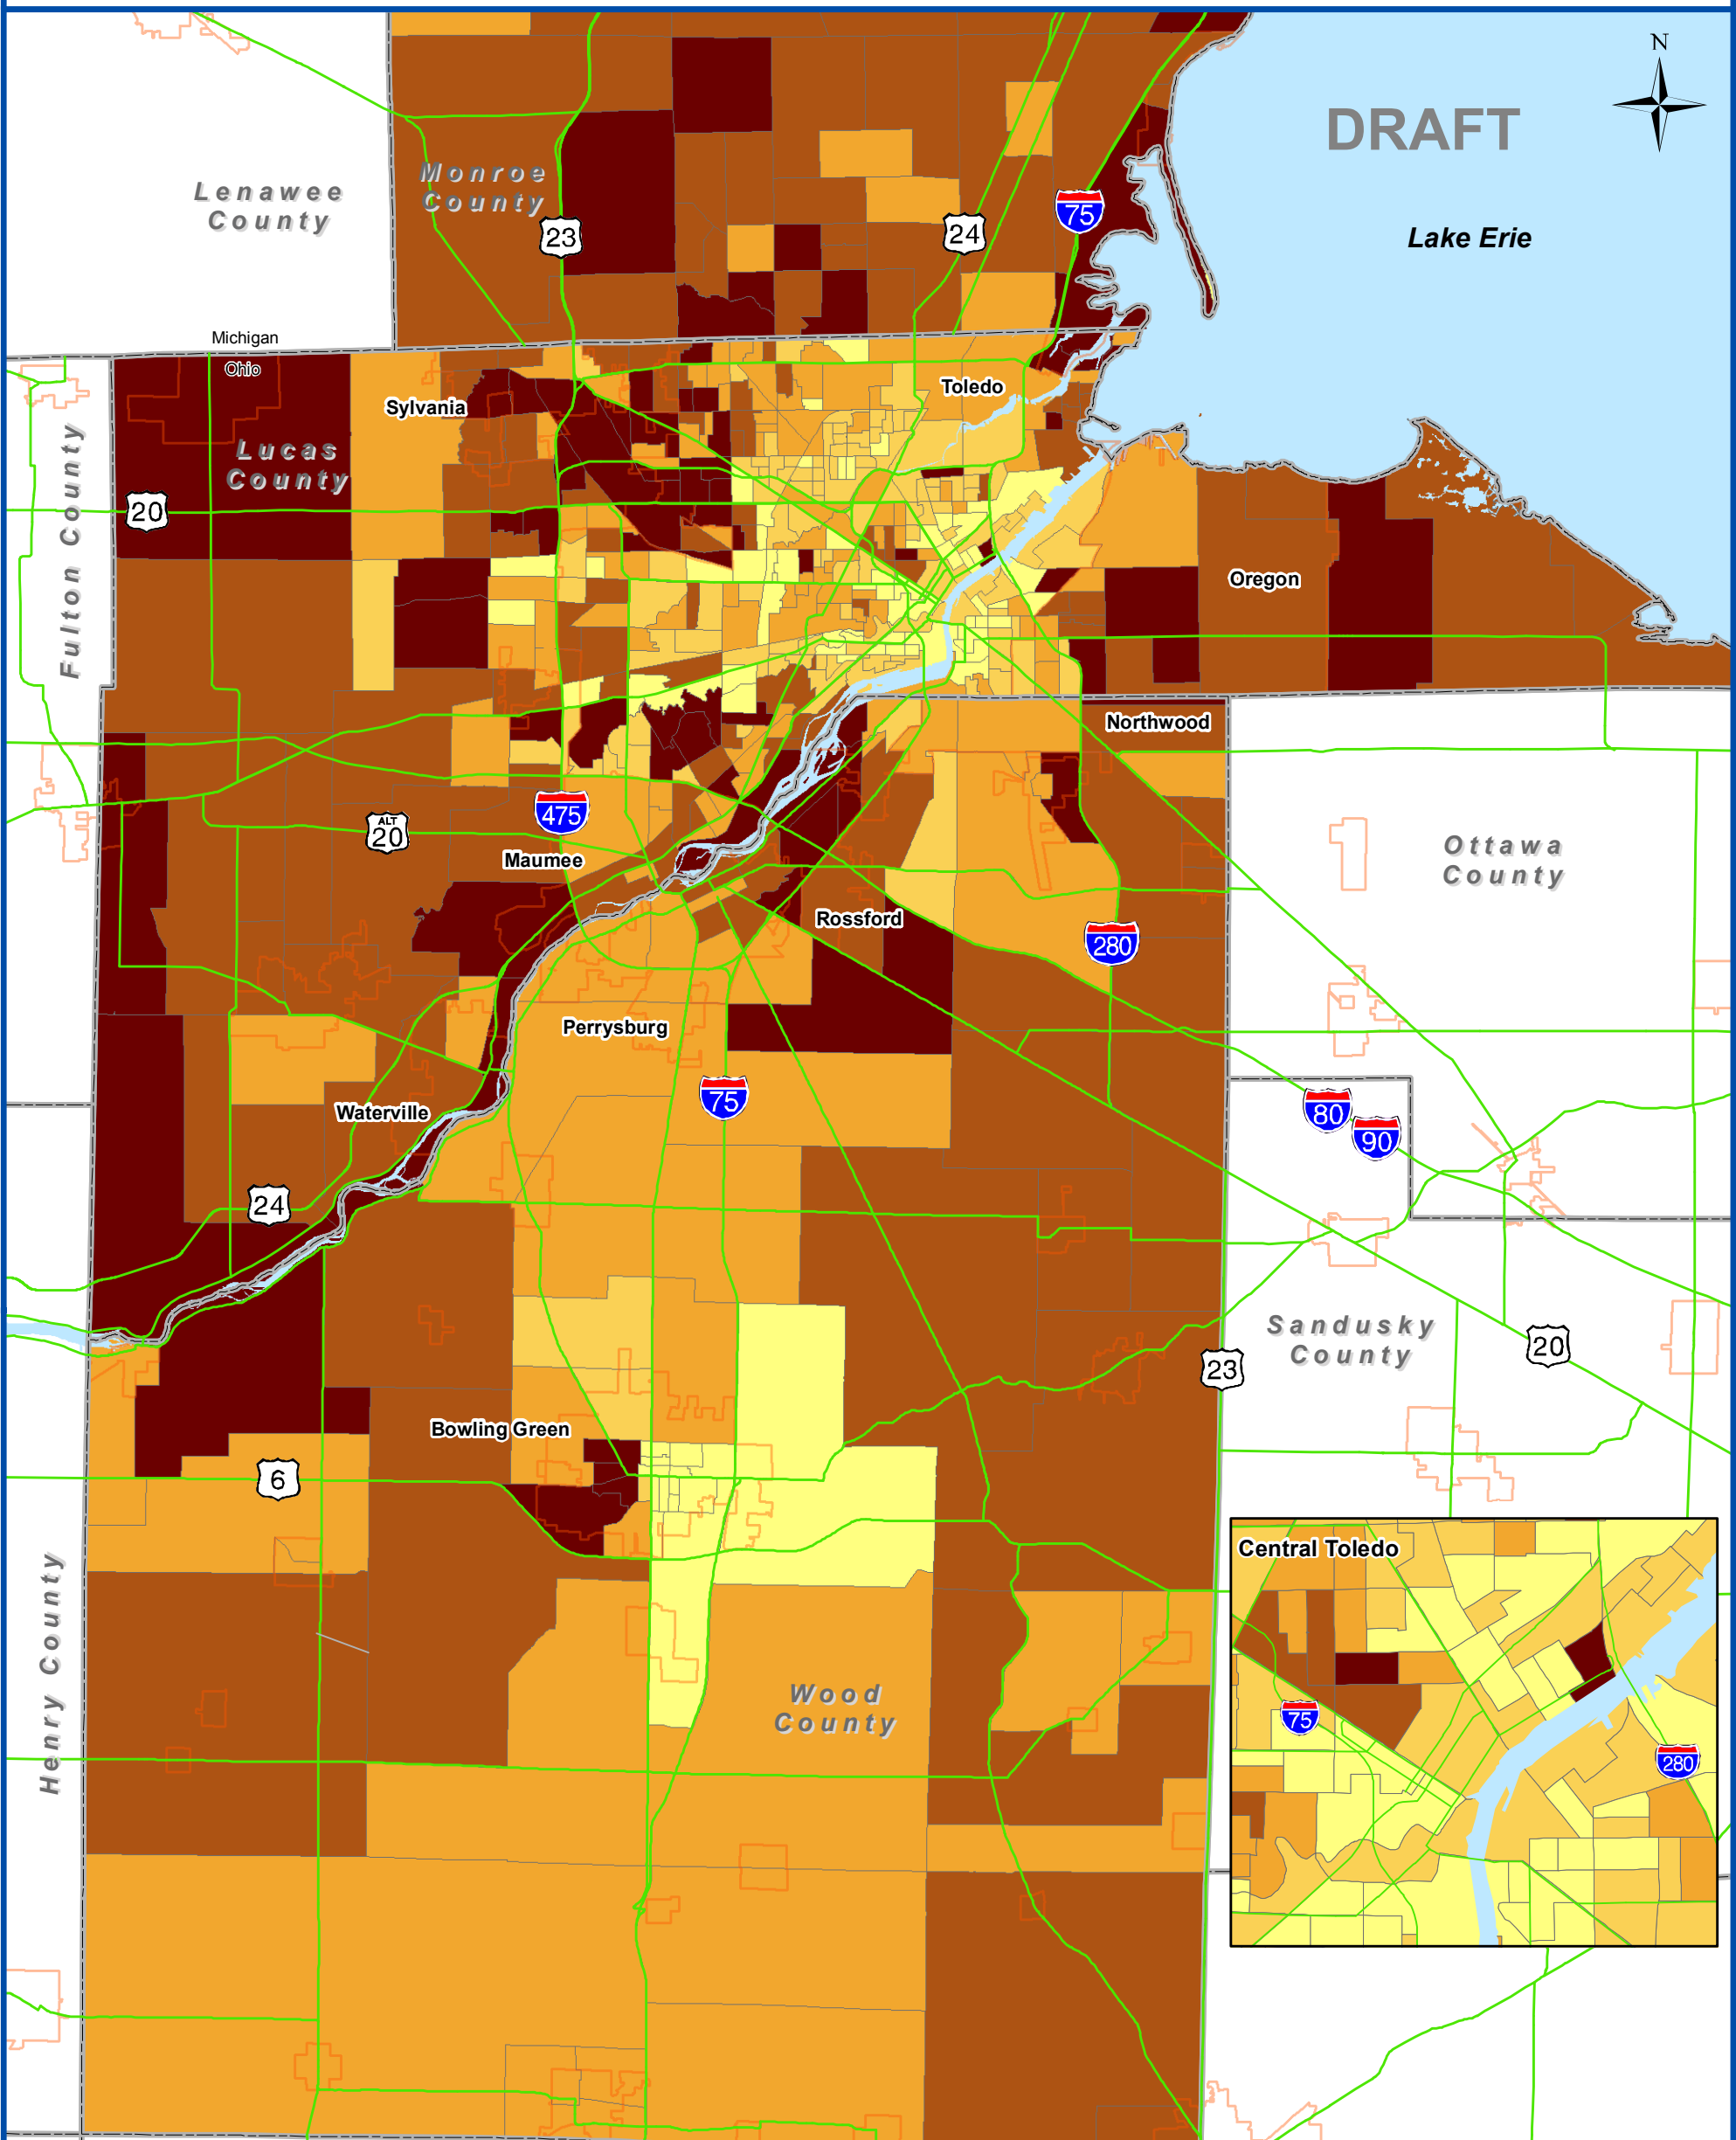 N
DRAFT
Monroe
County
Lenawee
County
75
23
24
Lake Erie
Michigan
Ohio
Toledo
Sylvania
Lucas
County
Fulton County
20
Oregon
Northwood
475
ALT
20
Maumee
Ottawa
County
Rossford
280
Perrysburg
75
80
90
Waterville
24
Sandusky
County
20
23
Bowling Green
6
Central Toledo
75
280
Henry County
Wood
County